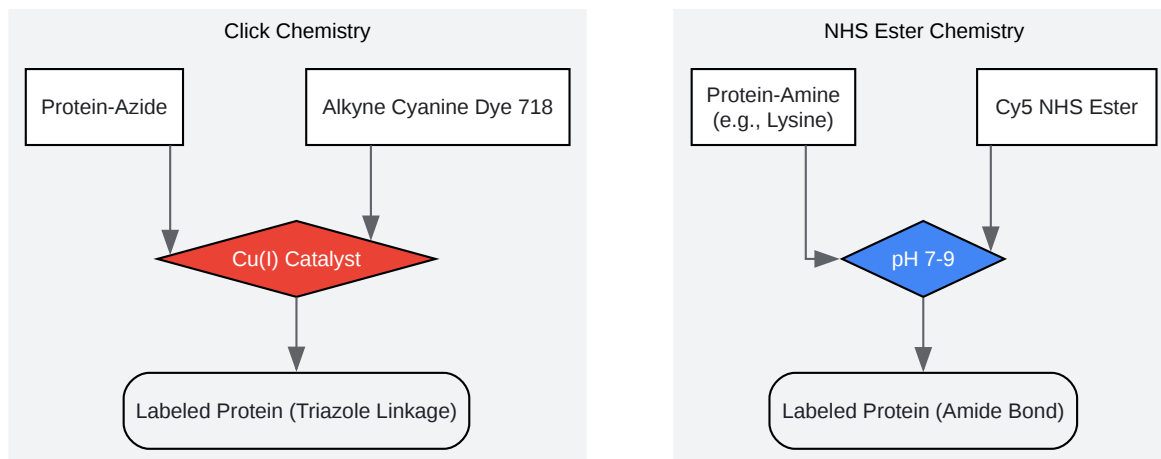 Click Chemistry
Protein-Azide
Alkyne Cyanine Dye 718
Cu(I) Catalyst
Labeled Protein (Triazole Linkage)
NHS Ester Chemistry
Protein-Amine
(e.g., Lysine)
Cy5 NHS Ester
pH 7-9
Labeled Protein (Amide Bond)